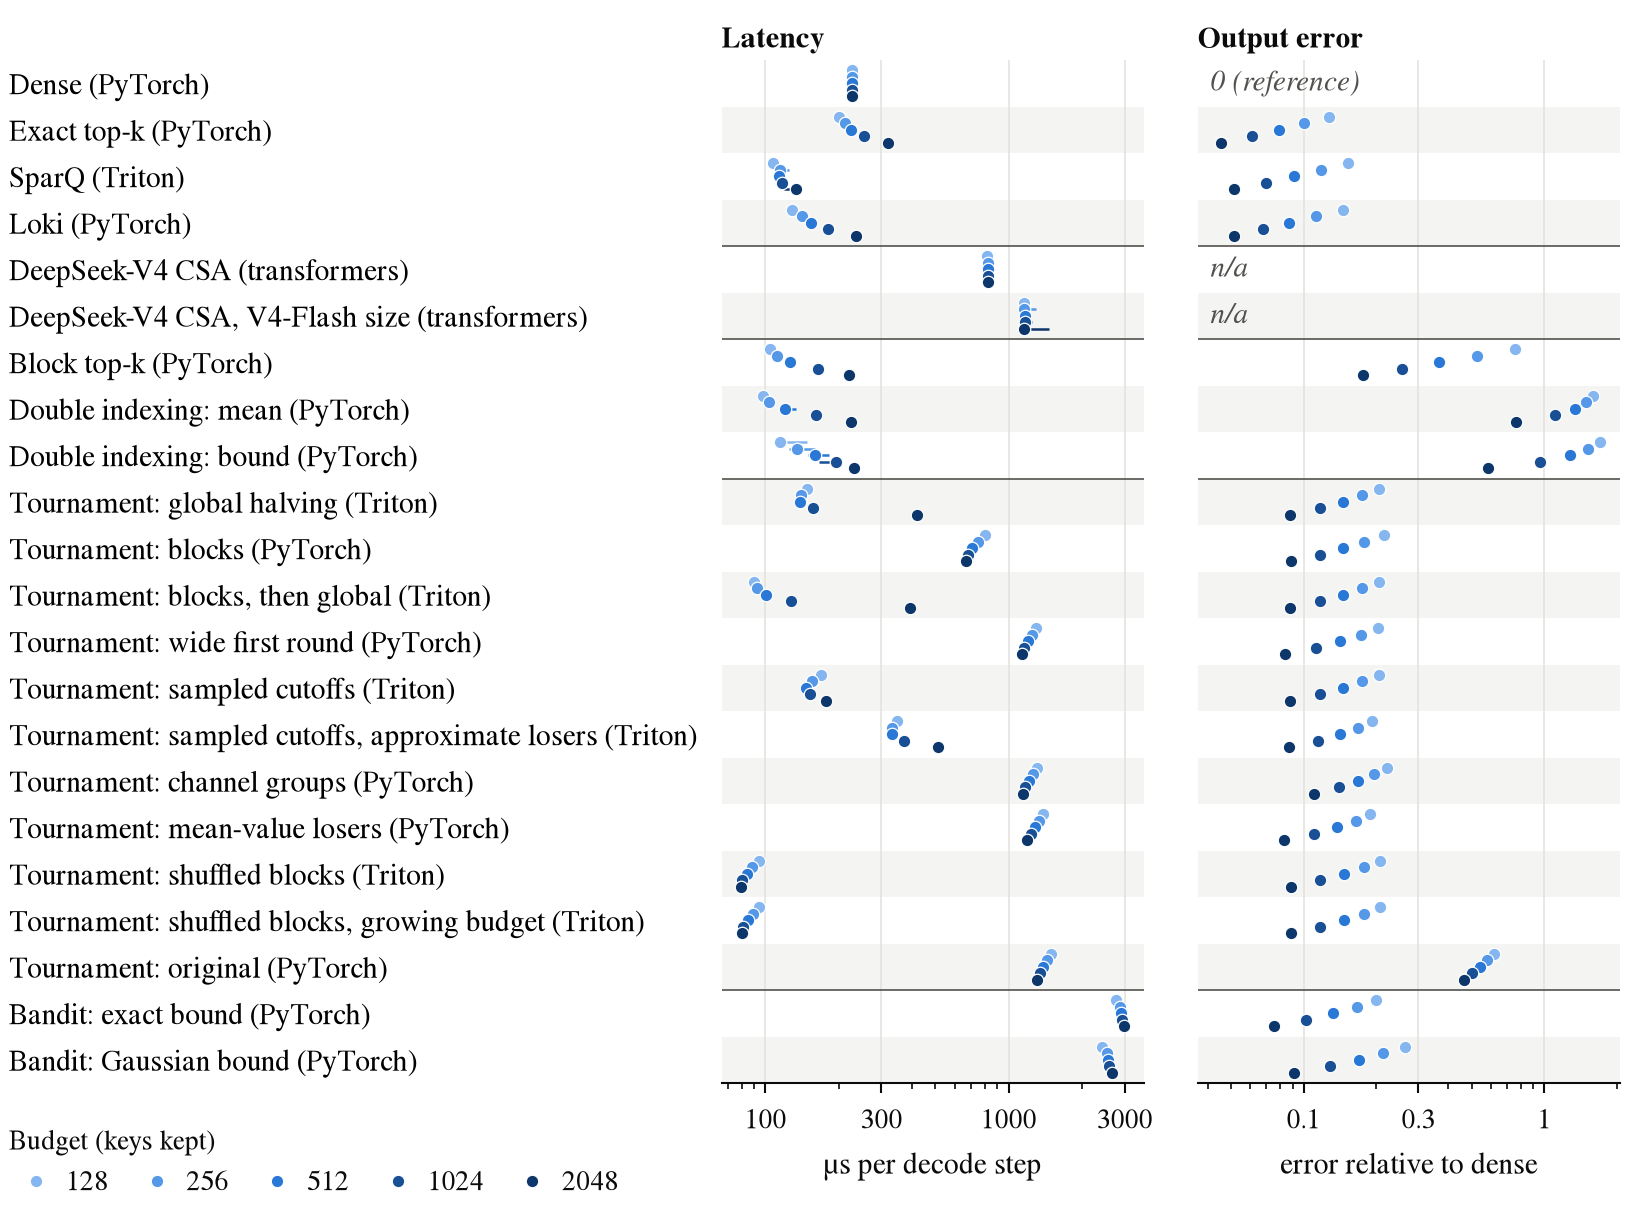 Latency
Output error
Dense (PyTorch)
0 (reference)
Exact top-k (PyTorch)
SparQ (Triton)
Loki (PyTorch)
DeepSeek-V4 CSA (transformers)
n/a
DeepSeek-V4 CSA, V4-Flash size (transformers)
n/a
Block top-k (PyTorch)
Double indexing: mean (PyTorch)
Double indexing: bound (PyTorch)
Tournament: global halving (Triton)
Tournament: blocks (PyTorch)
Tournament: blocks, then global (Triton)
Tournament: wide first round (PyTorch)
Tournament: sampled cutoffs (Triton)
Tournament: sampled cutoffs, approximate losers (Triton)
Tournament: channel groups (PyTorch)
Tournament: mean-value losers (PyTorch)
Tournament: shuffled blocks (Triton)
Tournament: shuffled blocks, growing budget (Triton)
Tournament: original (PyTorch)
Bandit: exact bound (PyTorch)
Bandit: Gaussian bound (PyTorch)
100 300 1000 3000
0.1 0.3 1
µs per decode step
error relative to dense
Budget (keys kept)
128 256 512 1024 2048